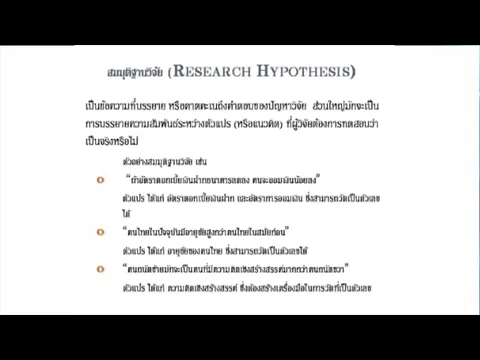 สมมุติฐานวิจัย (RESEARCH HYPOTHESIS)
เป็นข้อความที่บรรยาย หรือคาดคะเนถึงคำตอบของปัญหาวิจัย ส่วนใหญ่มักจะเป็น
การบรรยายความสัมพันธ์ระหว่างตัวแปร (หรือแนวคิด) ที่ผู้วิจัยต้องการทดสอบว่า
เป็นจริงหรือไม่
ตัวอย่างสมมุติฐานวิจัย เช่น
"ถ้าอัตราดอกเบี้ยเงินฝากธนาคารลดลง คนจะออมเงินน้อยลง"
ตัวแปร ได้แก่ อัตราดอกเบี้ยเงินฝาก และอัตราการออมเงิน ซึ่งสามารถวัดเป็นตัวเลข
ได้
"คนไทยในปัจจุบันมีอายุขัยสูงกว่าคนไทยในสมัยก่อน"
ตัวแปร ได้แก่ อายุขัยของคนไทย ซึ่งสามารถวัดเป็นตัวเลขได้
"คนถนัดซ้ายมักจะเป็นคนที่มีความคิดเชิงสร้างสรรค์มากกว่าคนถนัดขวา"
ตัวแปร ได้แก่ ความคิดเชิงสร้างสรรค์ ซึ่งต้องสร้างเครื่องมือในการวัดที่เป็นตัวเลข